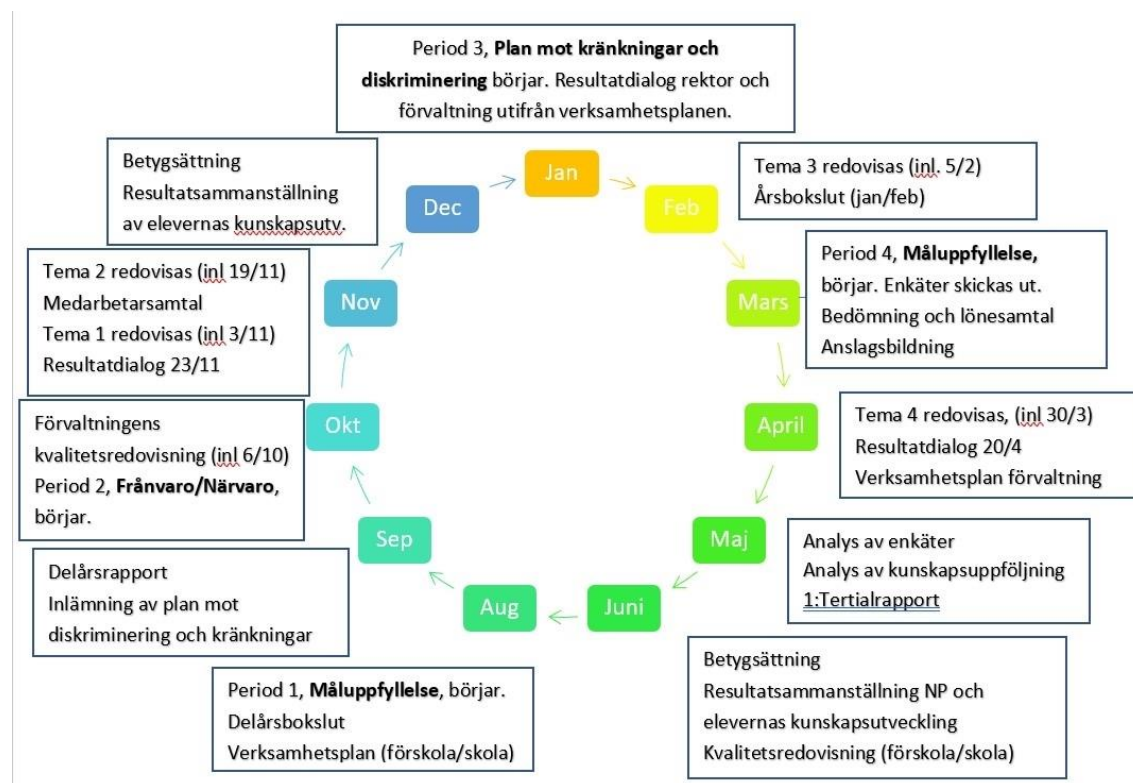 Period 3, Plan mot kränkningar och
diskriminering börjar. Resultatdialog rektor och
förvaltning utifrån verksamhetsplanen.
Jan
Tema 3 redovisas (inl. 5/2)
Årsbokslut (jan/feb)
Feb
Period 4, Måluppfyllelse,
börjar. Enkäter skickas ut.
Bedömning och lönesamtal
Anslagsbildning
Mars
Tema 4 redovisas, (inl 30/3)
Resultatdialog 20/4
Verksamhetsplan förvaltning
April
Analys av enkäter
Analys av kunskapsuppföljning
1:Tertialrapport
Maj
Betygsättning
Resultatsammanställning NP och
elevernas kunskapsutveckling
Kvalitetsredovisning (förskola/skola)
Juni
Period 1, Måluppfyllelse, börjar.
Delårsbokslut
Verksamhetsplan (förskola/skola)
Aug
Delårsrapport
Inlämning av plan mot
diskriminering och kränkningar
Sep
Förvaltningens
kvalitetsredovisning (inl 6/10)
Period 2, Frånvaro/Närvaro,
börjar.
Okt
Tema 2 redovisas (inl 19/11)
Medarbetarsamtal
Tema 1 redovisas (inl 3/11)
Resultatdialog 23/11
Nov
Betygsättning
Resultatsammanställning
av elevernas kunskapsutv.
Dec